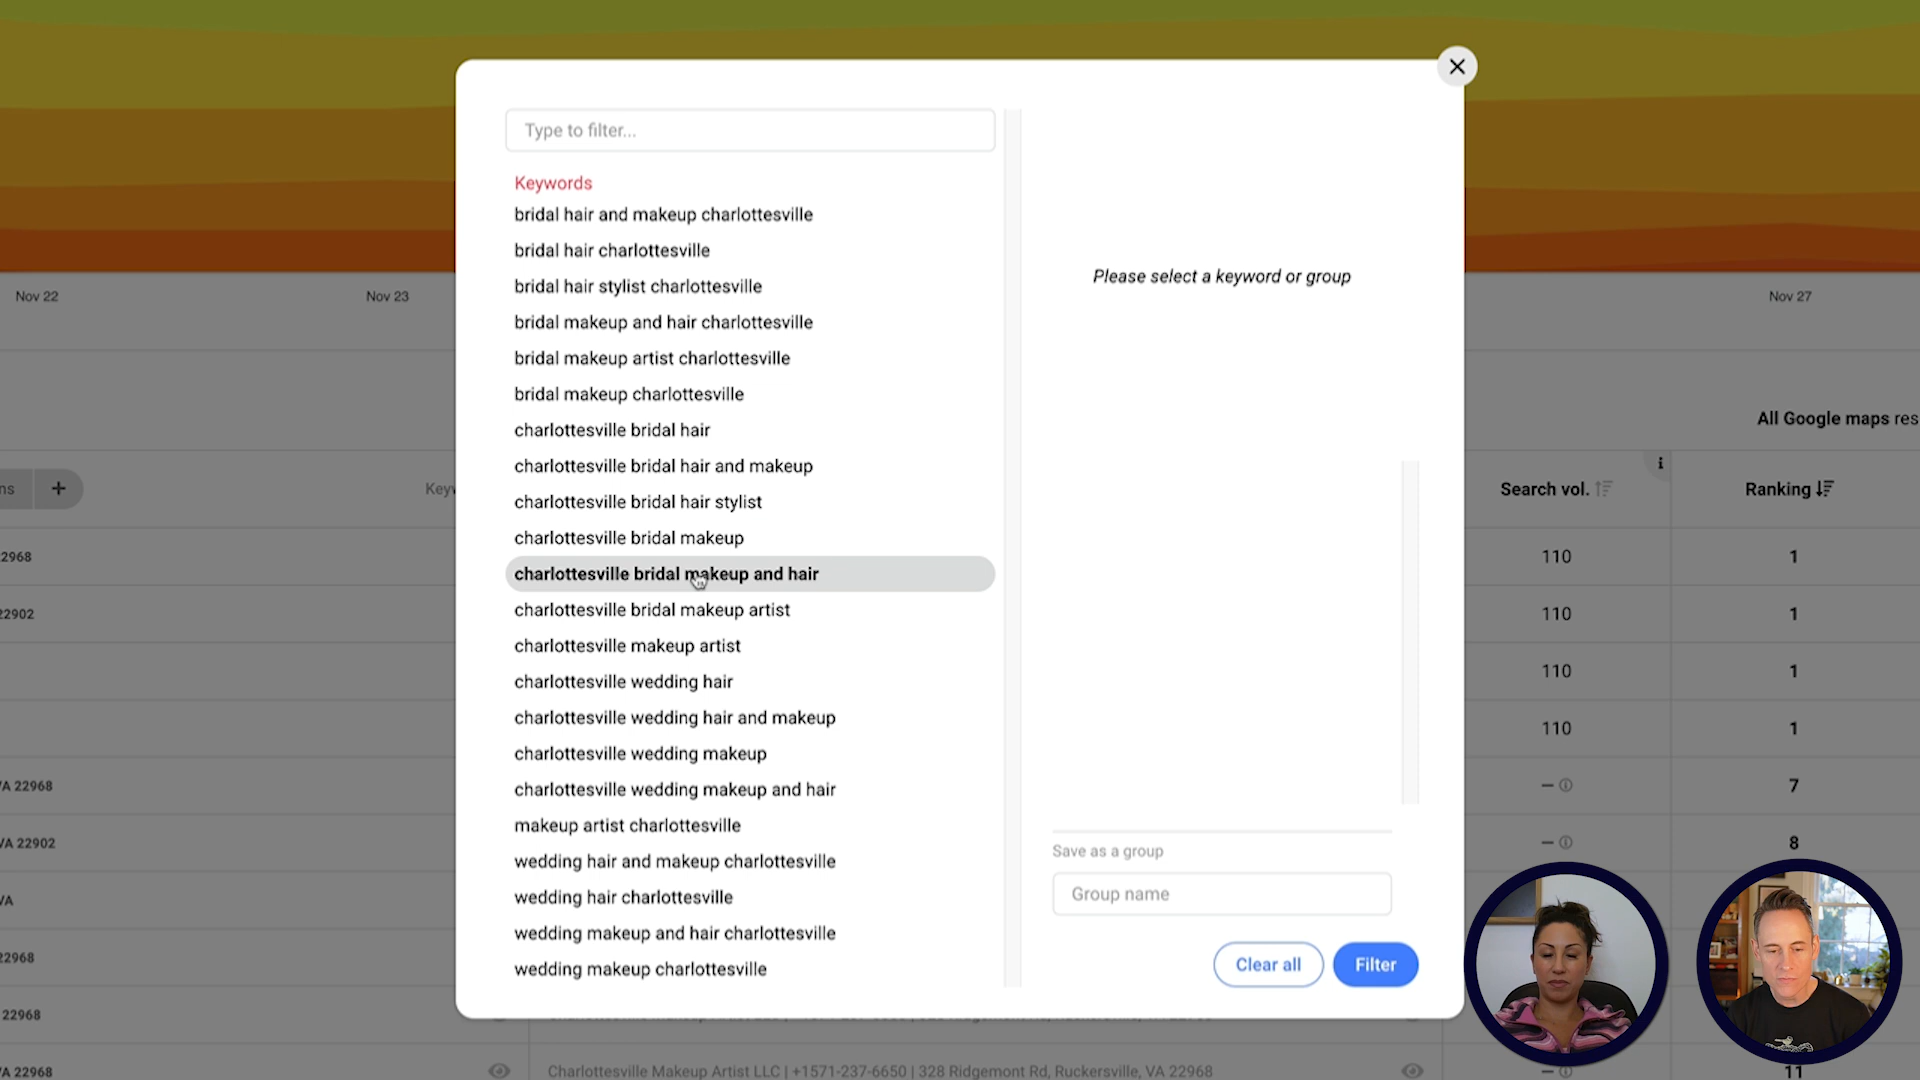 Type to filter...
Keywords
bridal hair and makeup charlottesville
bridal hair charlottesville
bridal hair stylist charlottesville
bridal makeup and hair charlottesville
bridal makeup artist charlottesville
bridal makeup charlottesville
charlottesville bridal hair
charlottesville bridal hair and makeup
charlottesville bridal hair stylist
charlottesville bridal makeup
charlottesville bridal makeup and hair
charlottesville bridal makeup artist
charlottesville makeup artist
charlottesville wedding hair
charlottesville wedding hair and makeup
charlottesville wedding makeup
charlottesville wedding makeup and hair
makeup artist charlottesville
wedding hair and makeup charlottesville
wedding hair charlottesville
wedding makeup and hair charlottesville
wedding makeup charlottesville
Please select a keyword or group
Save as a group
Group name
Clear all
Filter
Nov 22
Nov 23
Nov 27
All Google maps res
ns
+
Keyw
Search vol.
Ranking
22968
110
1
22902
110
1
110
1
110
1
VA 22968
–
7
VA 22902
–
8
VA
22968
22968
VA 22968
Charlottesville Makeup Artist LLC | +1571-237-6650 | 328 Ridgemont Rd, Ruckersville, VA 22968
–
11